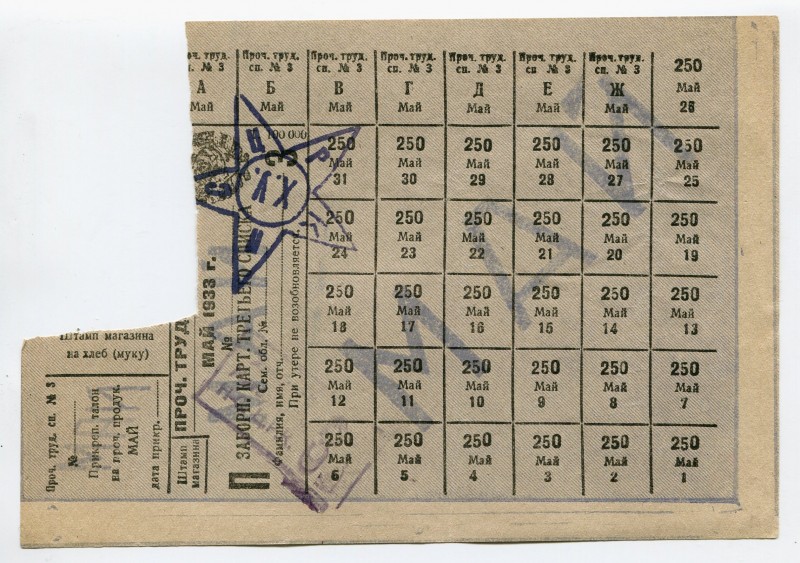 Проч. труд. Проч. труд. Проч. труд. Проч. труд. Проч. труд. Проч. труд.
сп. № 3 сп. № 3 сп. № 3 сп. № 3 сп. № 3 сп. № 3 сп. № 3
А Б В Г Д Е Ж
Май Май Май Май Май Май Май
250
Май
26
250 250 250 250 250 250
Май Май Май Май Май Май
31 30 29 28 27 25
250 250 250 250 250 250
Май Май Май Май Май Май
24 23 22 21 20 19
250 250 250 250 250 250
Май Май Май Май Май Май
18 17 16 15 14 13
250 250 250 250 250 250
Май Май Май Май Май Май
12 11 10 9 8 7
250 250 250 250 250 250
Май Май Май Май Май Май
6 5 4 3 2 1
МАЙ
100 000
3
Х.У.
П ЗАБОРН. КАРТ. ТРЕТЬЕГО СПИСКА
Сем. обл. №
Фамилия, имя, отч.
При утере не возобновляется.
МАЙ 1933 г.
№
ПРОЧ. ТРУД
Штамп
магазина
Штамп магазина
на хлеб (муку)
Проч. труд. сп. № 3
№
Прикреп. талон
на проч. продук.
МАЙ
дата прикр.